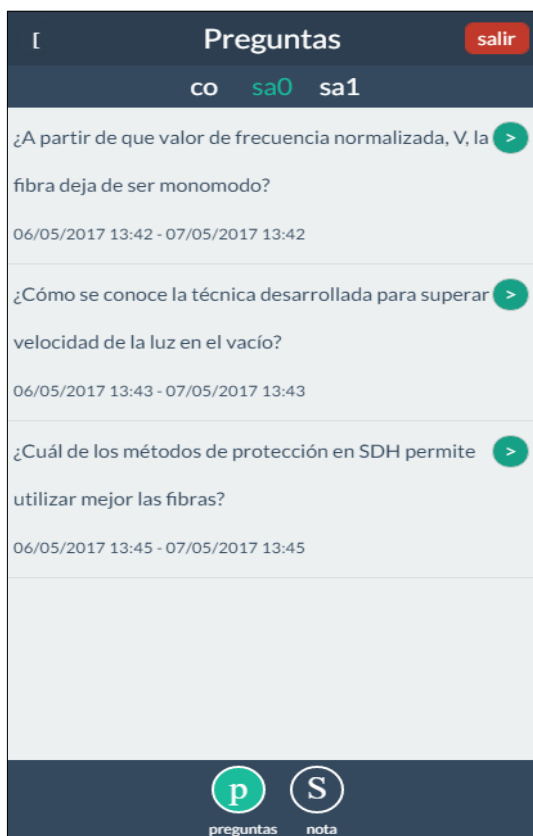 [ Preguntas salir
co sa0 sa1
¿A partir de que valor de frecuencia normalizada, V, la >
fibra deja de ser monomodo?
06/05/2017 13:42 - 07/05/2017 13:42
¿Cómo se conoce la técnica desarrollada para superar >
velocidad de la luz en el vacío?
06/05/2017 13:43 - 07/05/2017 13:43
¿Cuál de los métodos de protección en SDH permite >
utilizar mejor las fibras?
06/05/2017 13:45 - 07/05/2017 13:45
p S
preguntas nota